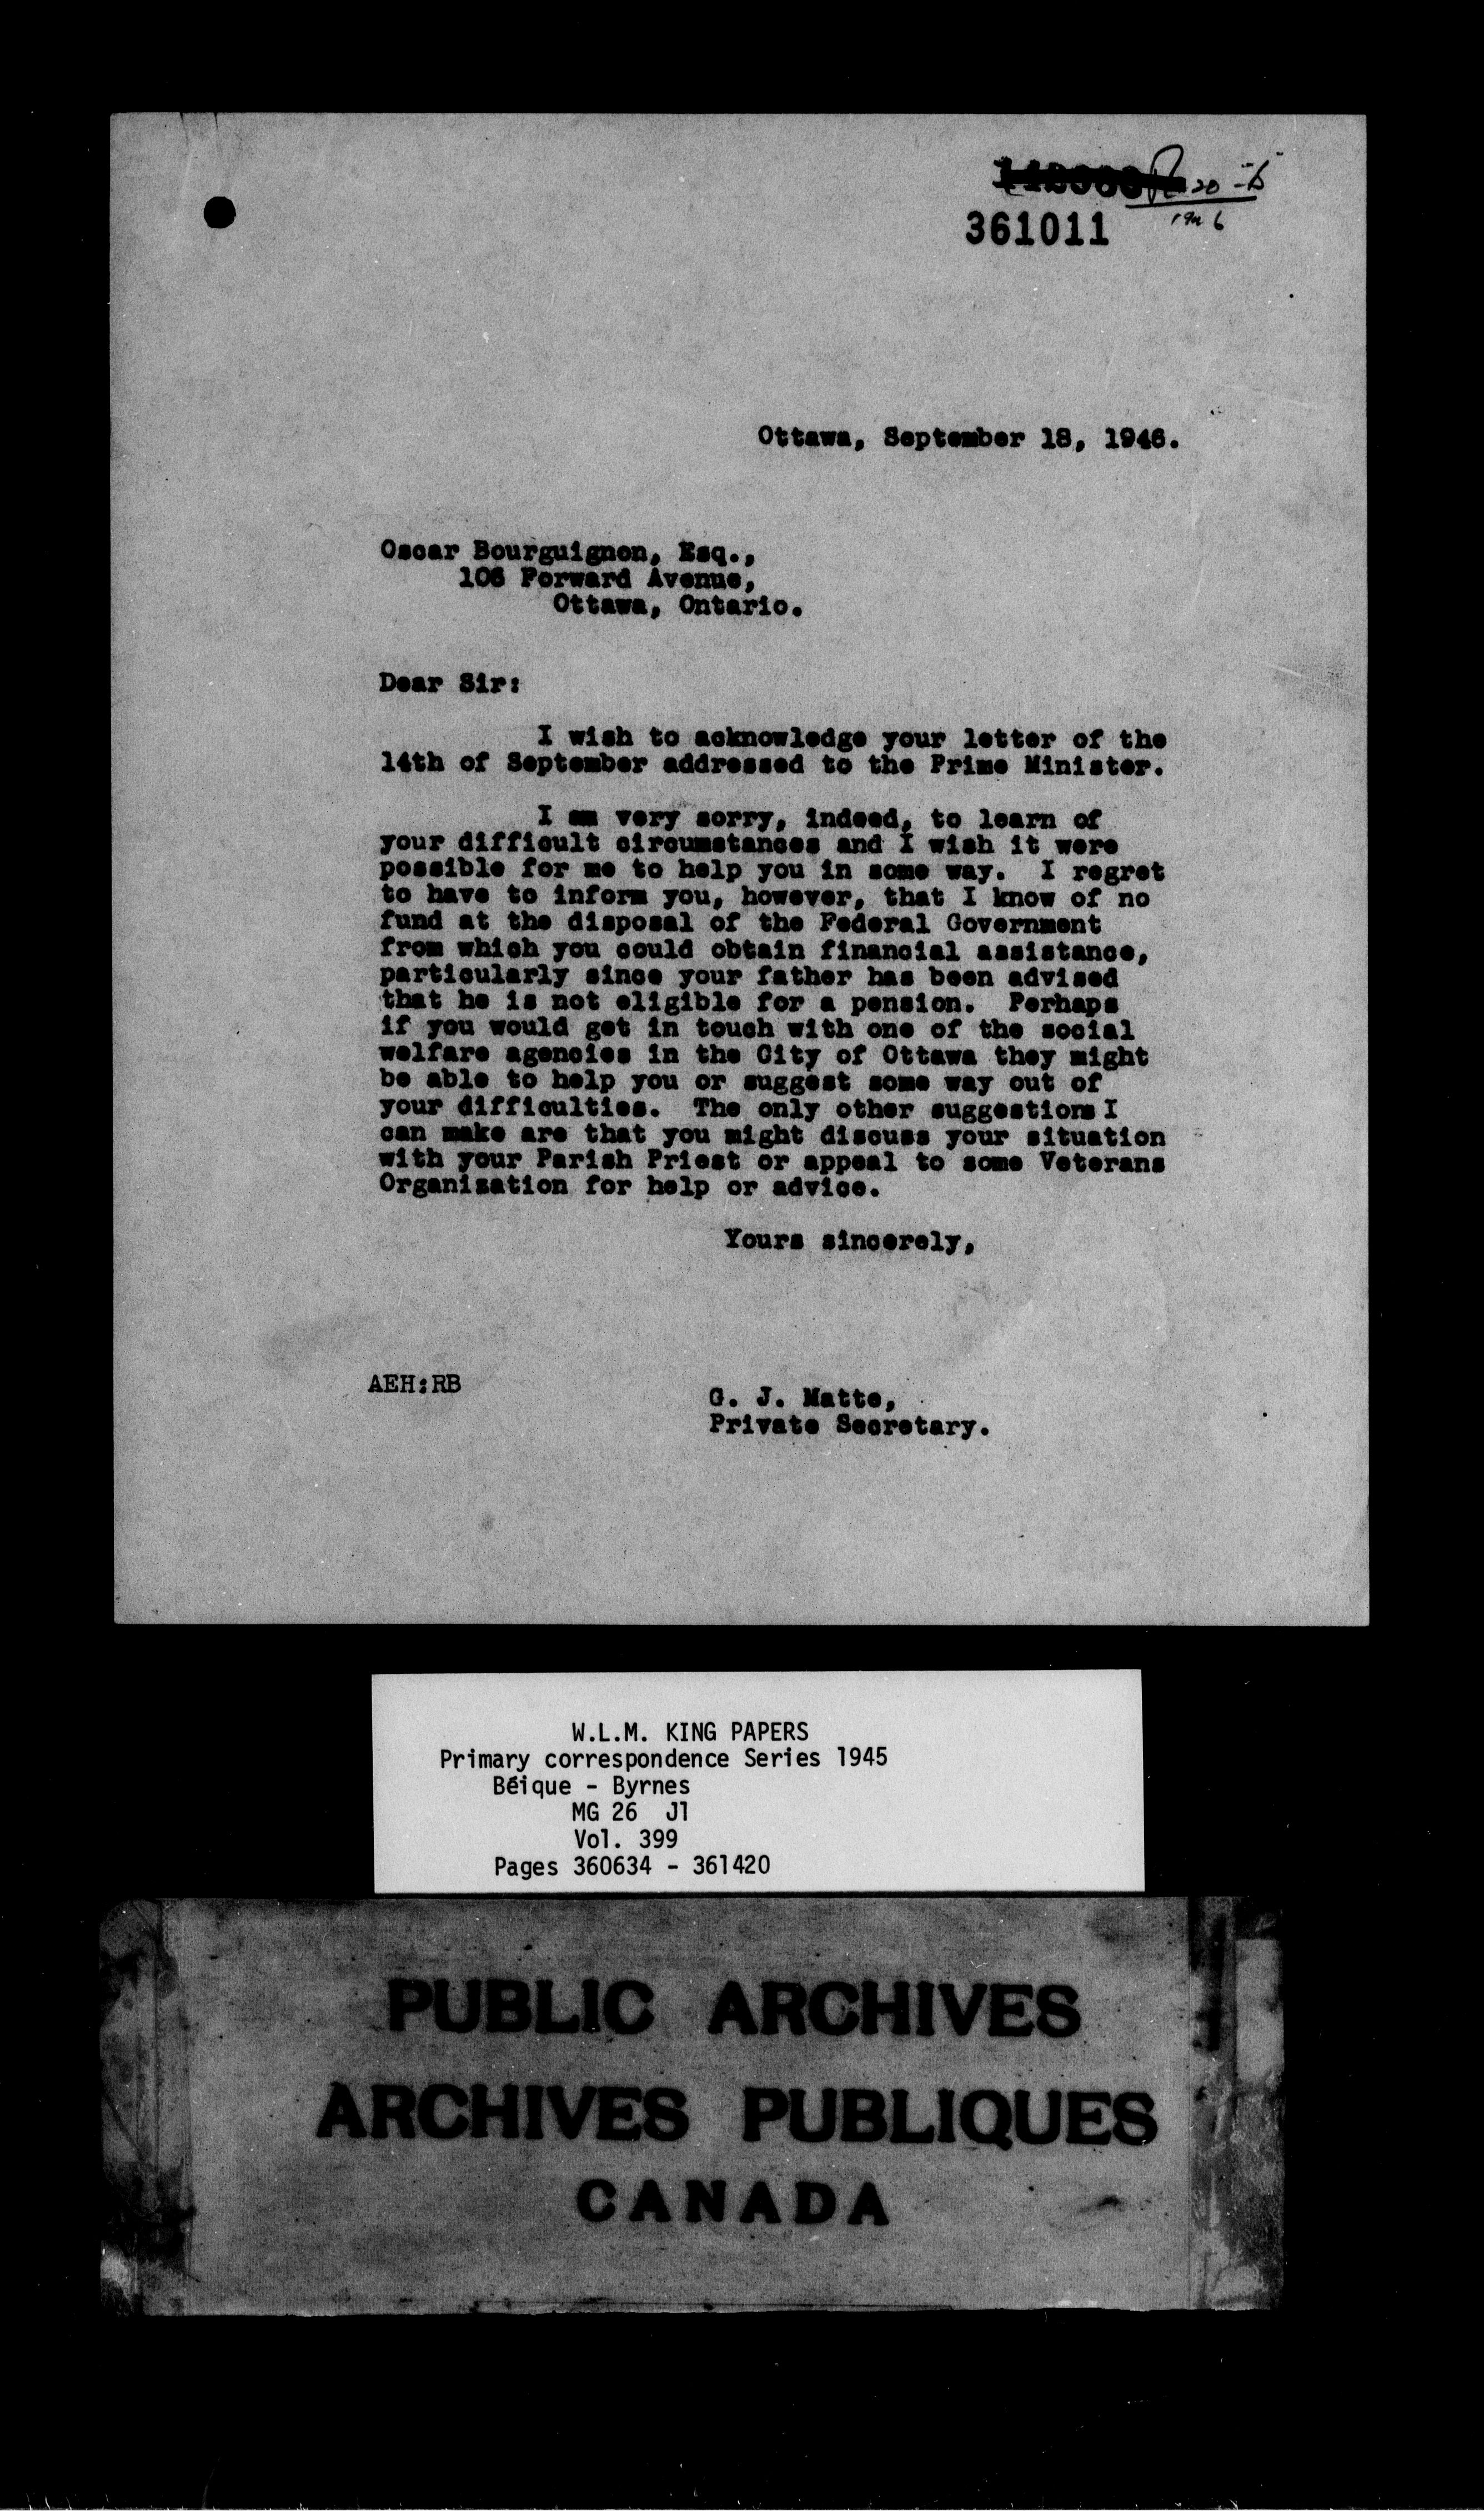 361011
Ottawa, September 18, 1946.
Oscar Bourguignon, Esq.,
106 Forward Avenue,
Ottawa, Ontario.
Dear Sir:
I wish to acknowledge your letter of the
14th of September addressed to the Prime Minister.
I am very sorry, indeed, to learn of
your difficult circumstances and I wish it were
possible for me to help you in some way. I regret
to have to inform you, however, that I know of no
fund at the disposal of the Federal Government
from which you could obtain financial assistance,
particularly since your father has been advised
that he is not eligible for a pension. Perhaps
if you would get in touch with one of the social
welfare agencies in the City of Ottawa they might
be able to help you or suggest some way out of
your difficulties. The only other suggestions I
can make are that you might discuss your situation
with your Parish Priest or appeal to some Veterans
Organization for help or advice.
Yours sincerely,
AEH:RB
G. J. Matte,
Private Secretary.
W.L.M. KING PAPERS
Primary correspondence Series 1945
Béique - Byrnes
MG 26 J1
Vol. 399
Pages 360634 - 361420
PUBLIC ARCHIVES
ARCHIVES PUBLIQUES
CANADA